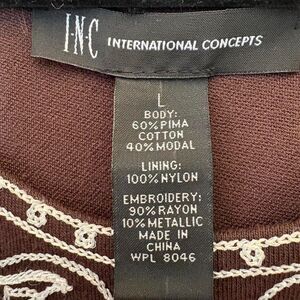 I.N.C INTERNATIONAL CONCEPTS
L
BODY:
60% PIMA
COTTON
40% MODAL
LINING:
100% NYLON
EMBROIDERY:
90% RAYON
10% METALLIC
MADE IN
CHINA
WPL 8046